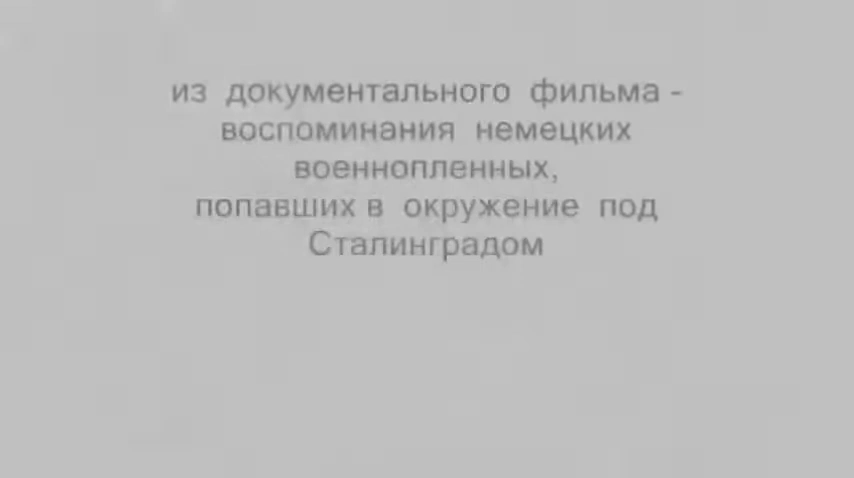 из документального фильма -
воспоминания немецких
военнопленных,
попавших в окружение под
Сталинградом